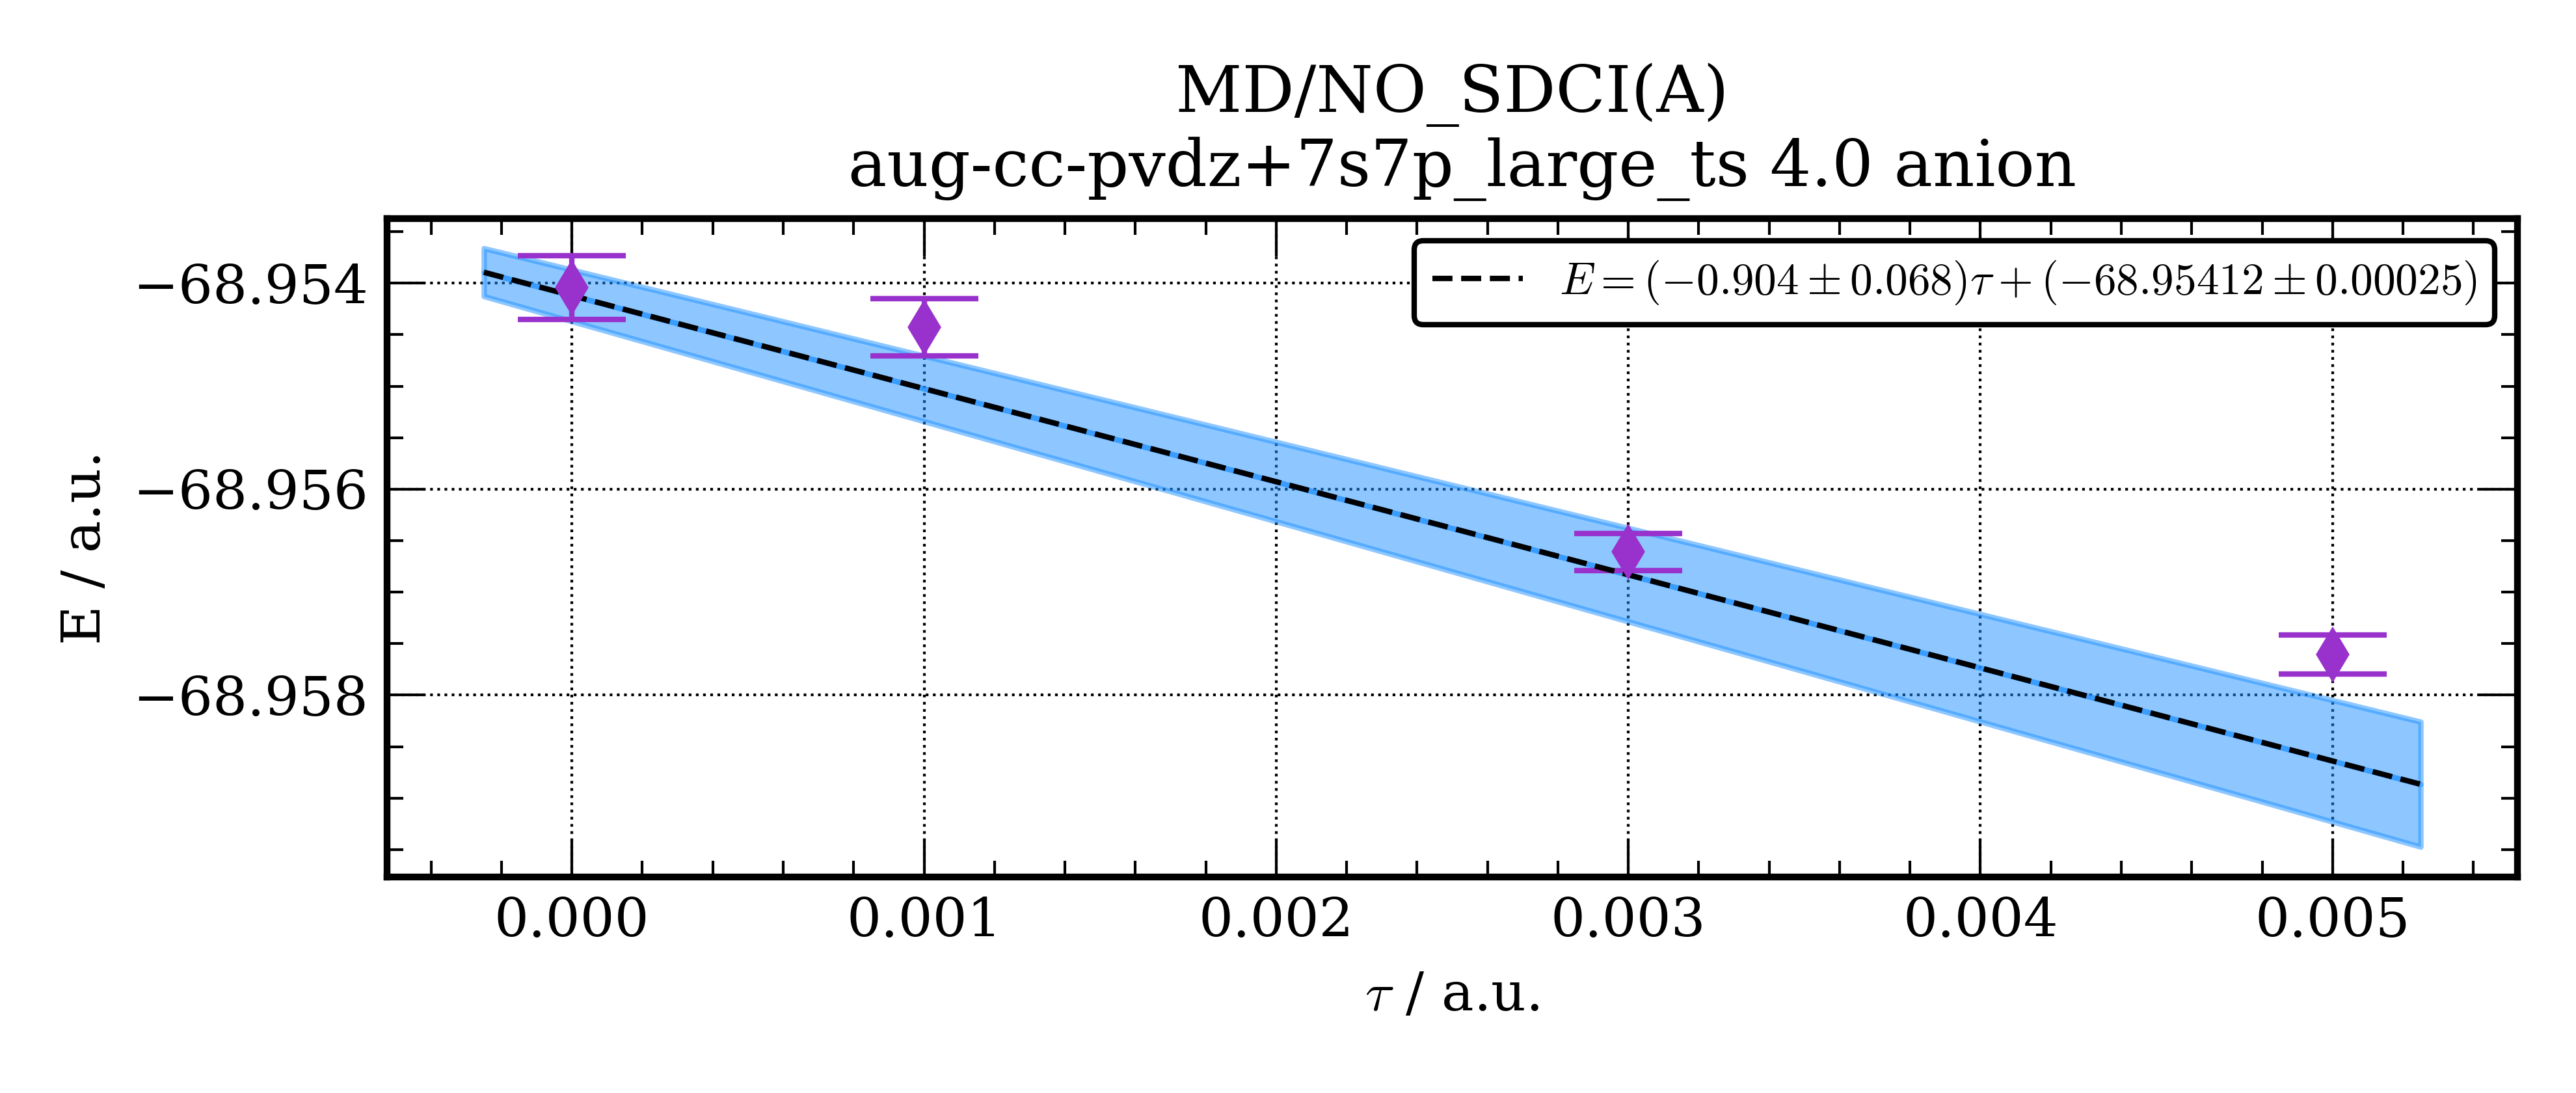 MD/NO_SDCI(A)
aug-cc-pvdz+7s7p_large_ts 4.0 anion
E = (−0.904 ± 0.068)τ + (−68.95412 ± 0.00025)
−68.954
−68.956
−68.958
E / a.u.
0.000 0.001 0.002 0.003 0.004 0.005
τ / a.u.